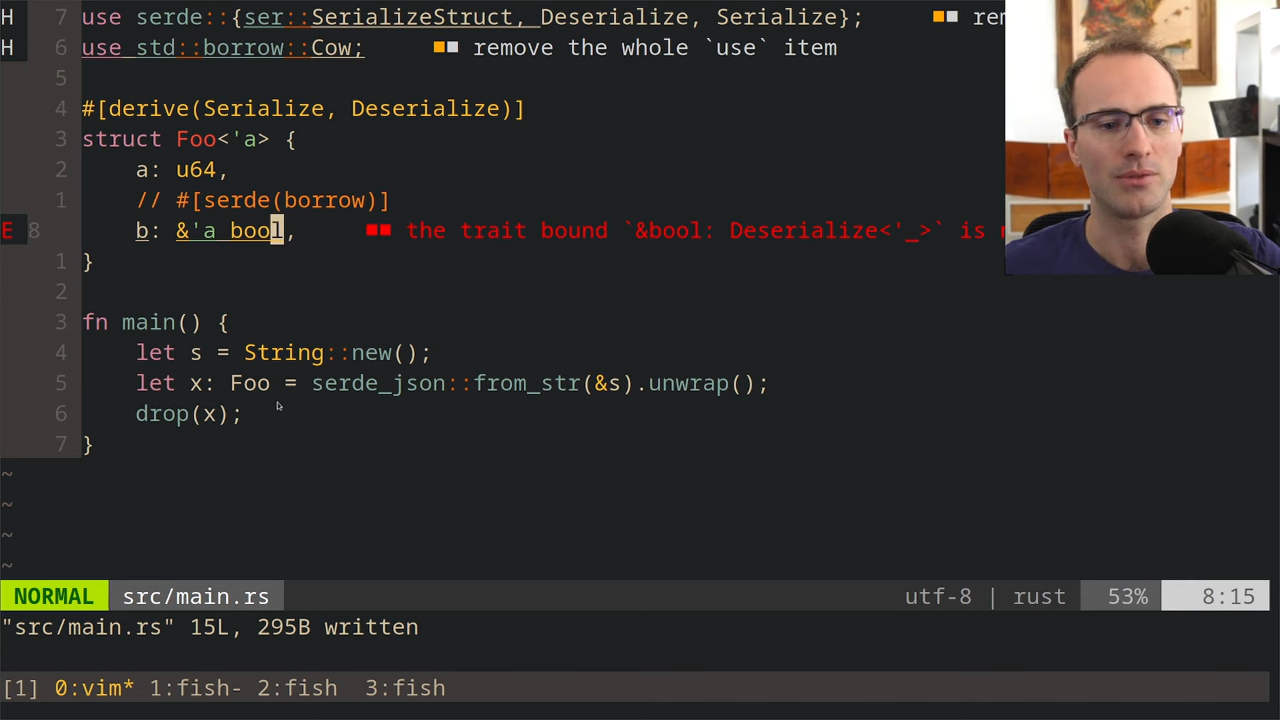 H 7 use serde::{ser::SerializeStruct, Deserialize, Serialize};
H 6 use std::borrow::Cow; remove the whole `use` item
5
4 #[derive(Serialize, Deserialize)]
3 struct Foo<'a> {
2 a: u64,
1 // #[serde(borrow)]
E 8 b: &'a bool, the trait bound `&bool: Deserialize<'_>` is
1 }
2
3 fn main() {
4 let s = String::new();
5 let x: Foo = serde_json::from_str(&s).unwrap();
6 drop(x);
7 }
~
~
~
~
NORMAL src/main.rs utf-8 | rust 53% 8:15
"src/main.rs" 15L, 295B written
[1] 0:vim* 1:fish- 2:fish 3:fish